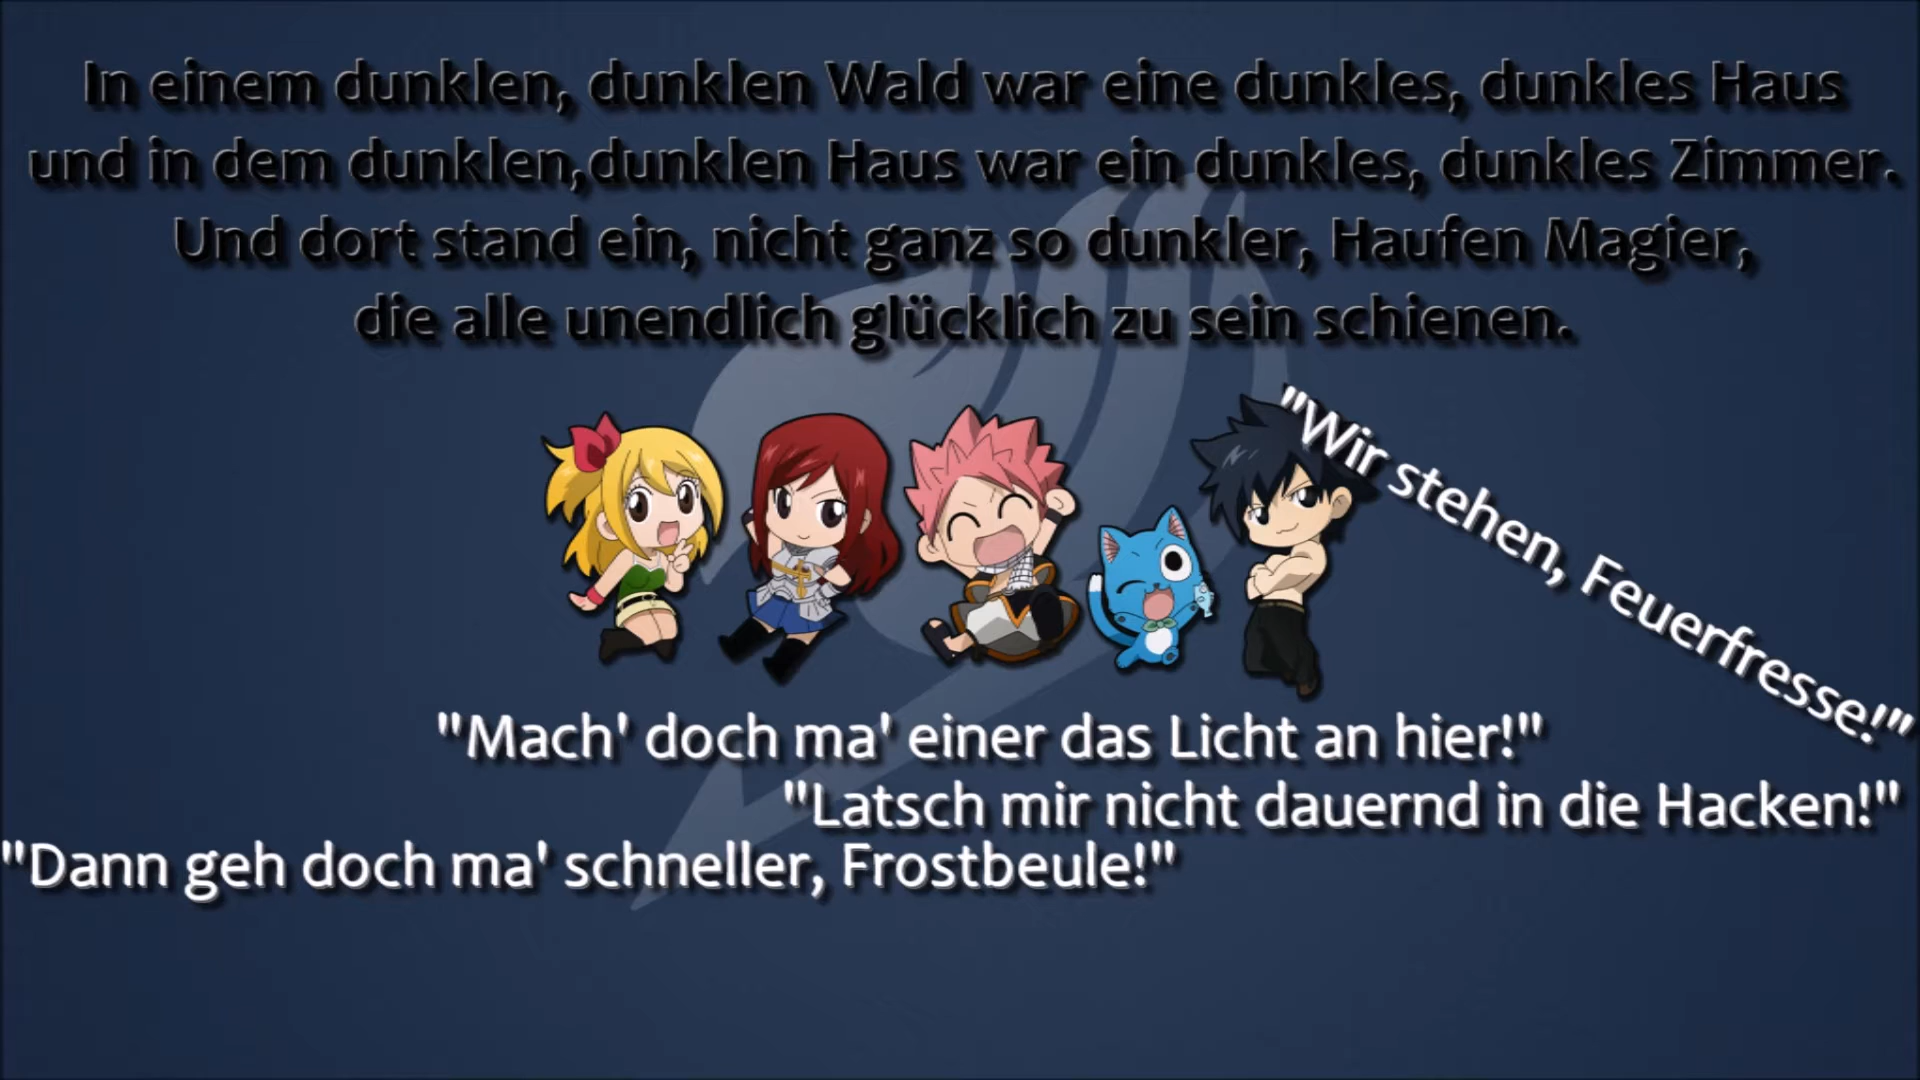 In einem dunklen, dunklen Wald war eine dunkles, dunkles Haus
und in dem dunklen,dunklen Haus war ein dunkles, dunkles Zimmer.
Und dort stand ein, nicht ganz so dunkler, Haufen Magier,
die alle unendlich glücklich zu sein schienen.
"Wir stehen, Feuerfresse!"
"Mach' doch ma' einer das Licht an hier!"
"Latsch mir nicht dauernd in die Hacken!"
"Dann geh doch ma' schneller, Frostbeule!"